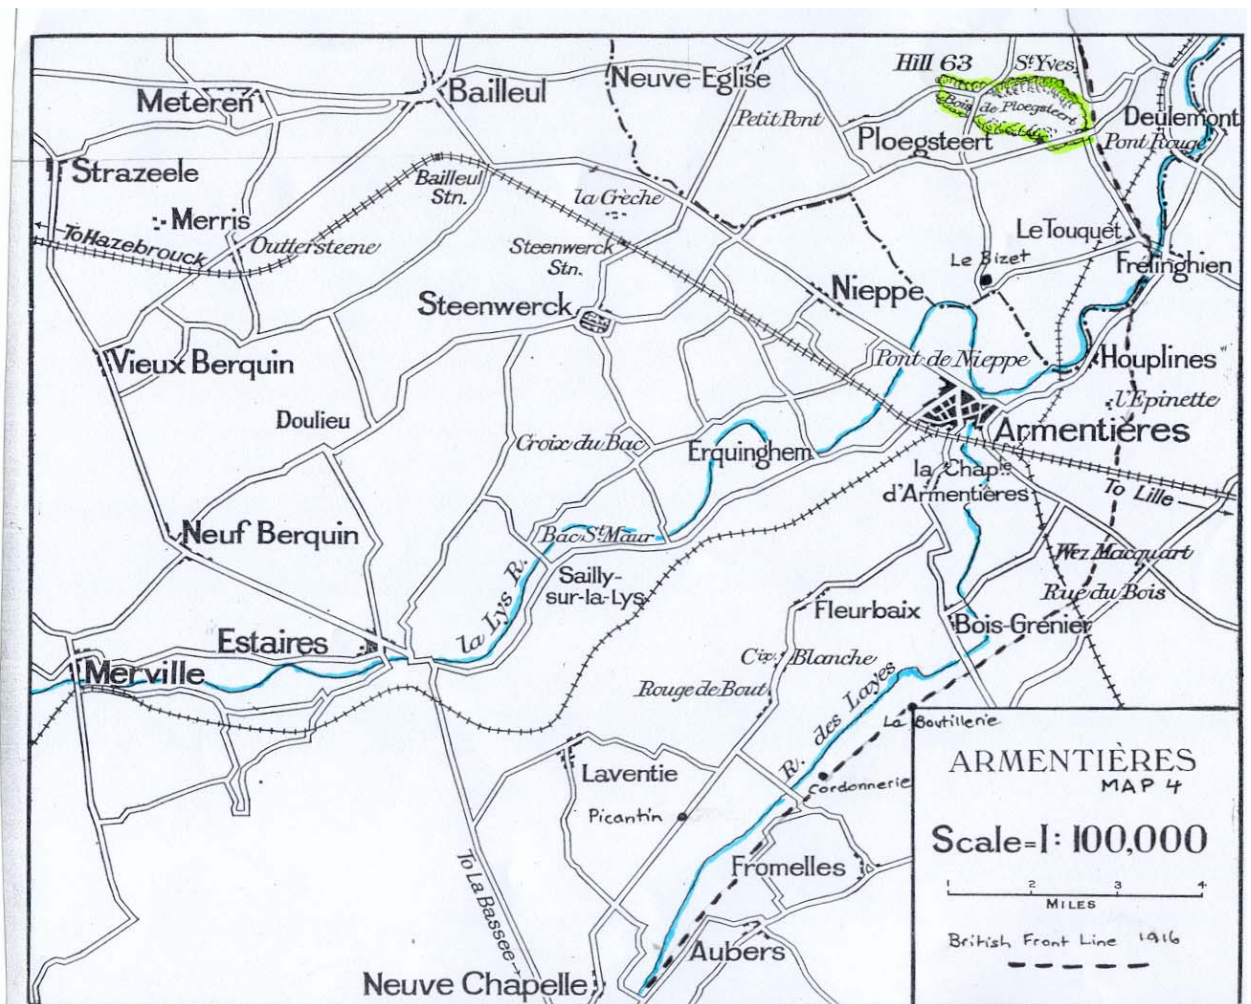 Hill 63
St Yves
Neuve-Eglise
Meteren
Bailleul
Bois de Ploegsteert
Petit Pont
Deulemont
Ploegsteert
Pont Rouge
Strazeele
Bailleul
Stn.
la Crèche
Merris
To Hazebrouck
Outtersteene
Steenwerck
Stn.
Le Touquet
Le Bizet
Frelinghien
Nieppe
Steenwerck
Vieux Berquin
Pont de Nieppe
Houplines
l'Epinette
Doulieu
Croix du Bac
Erquinghem
Armentières
la Chaplle
d'Armentières
To Lille
Neuf Berquin
Bac St Maur
Wez Macquart
la Lys R.
Sailly-
sur-la-Lys
Rue du Bois
Fleurbaix
Bois-Grenier
Estaires
Merville
Cix. Blanche
Rouge de Bout
R. des Layes
La Boutillerie
Laventie
Cordonnerie
Picantin
To La Bassee
Fromelles
Aubers
Neuve Chapelle
ARMENTIÈRES
MAP 4
Scale=1: 100,000
1 2 3 4
MILES
British Front Line 1916